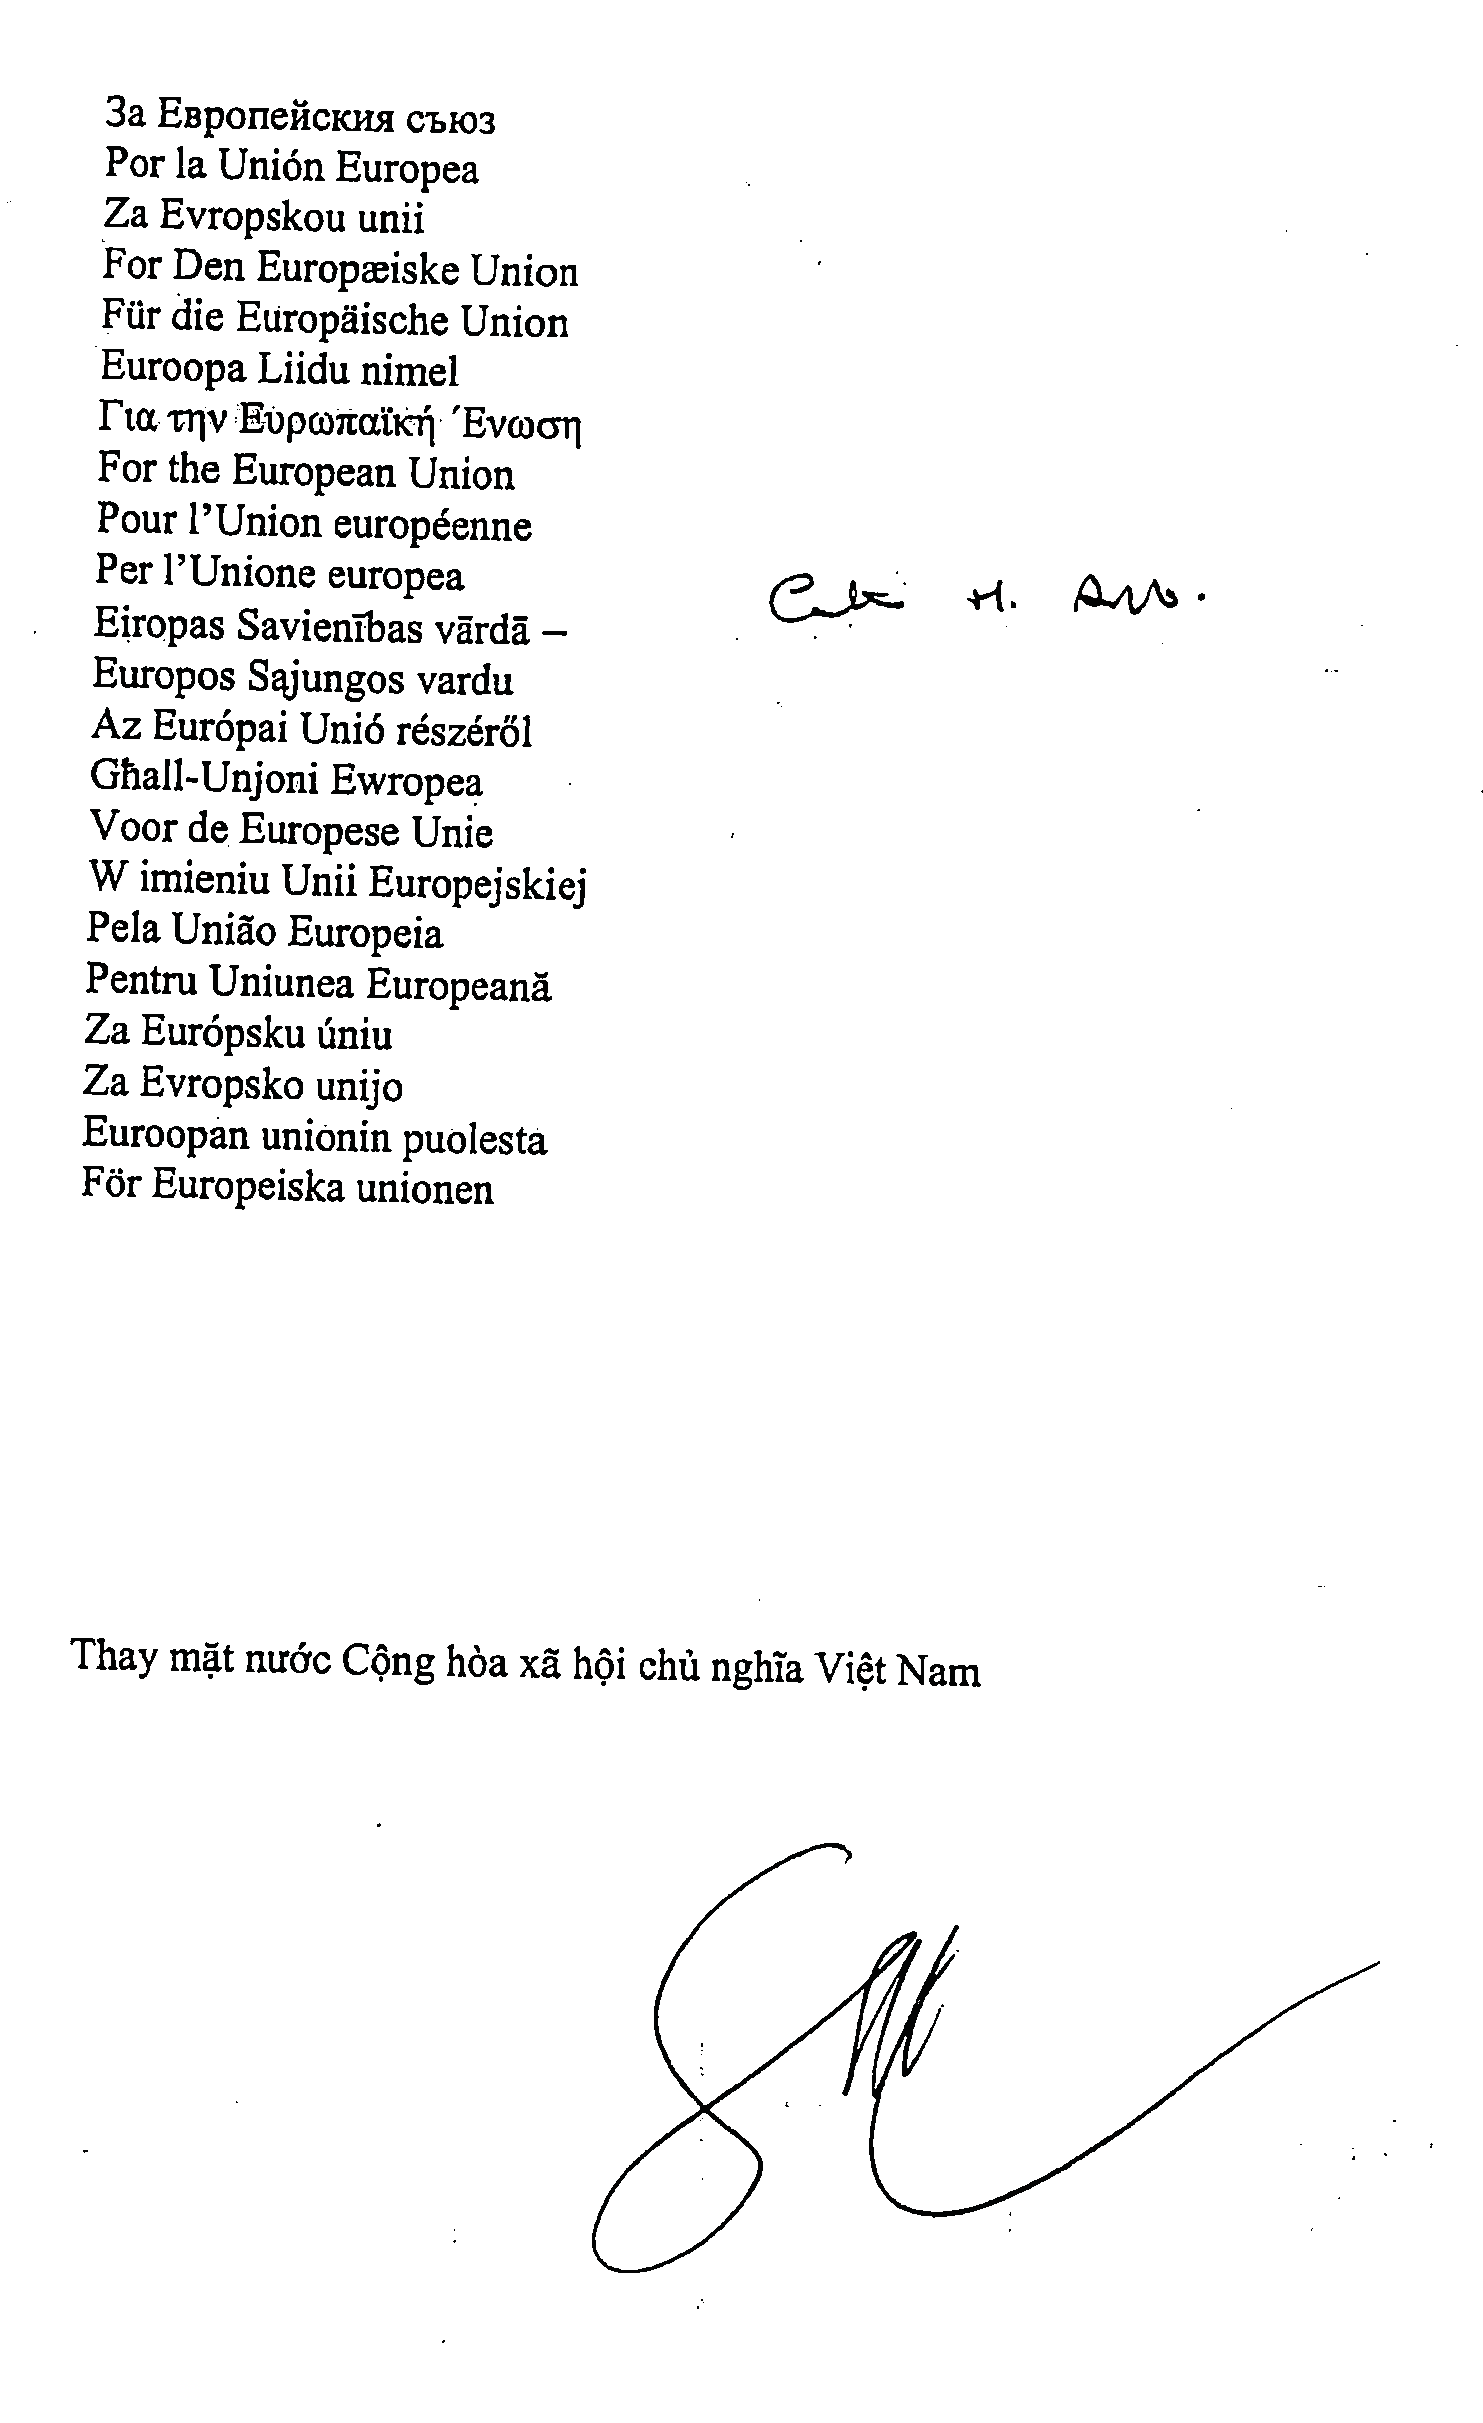 За Европейския съюз
Por la Unión Europea
Za Evropskou unii
For Den Europæiske Union
Für die Europäische Union
Euroopa Liidu nimel
Για την Ευρωπαϊκή Ένωση
For the European Union
Pour l'Union européenne
Per l'Unione europea
Eiropas Savienības vārdā –
Europos Sąjungos vardu
Az Európai Unió részéről
Għall-Unjoni Ewropea
Voor de Europese Unie
W imieniu Unii Europejskiej
Pela União Europeia
Pentru Uniunea Europeană
Za Európsku úniu
Za Evropsko unijo
Euroopan unionin puolesta
För Europeiska unionen
Thay mặt nước Cộng hòa xã hội chủ nghĩa Việt Nam